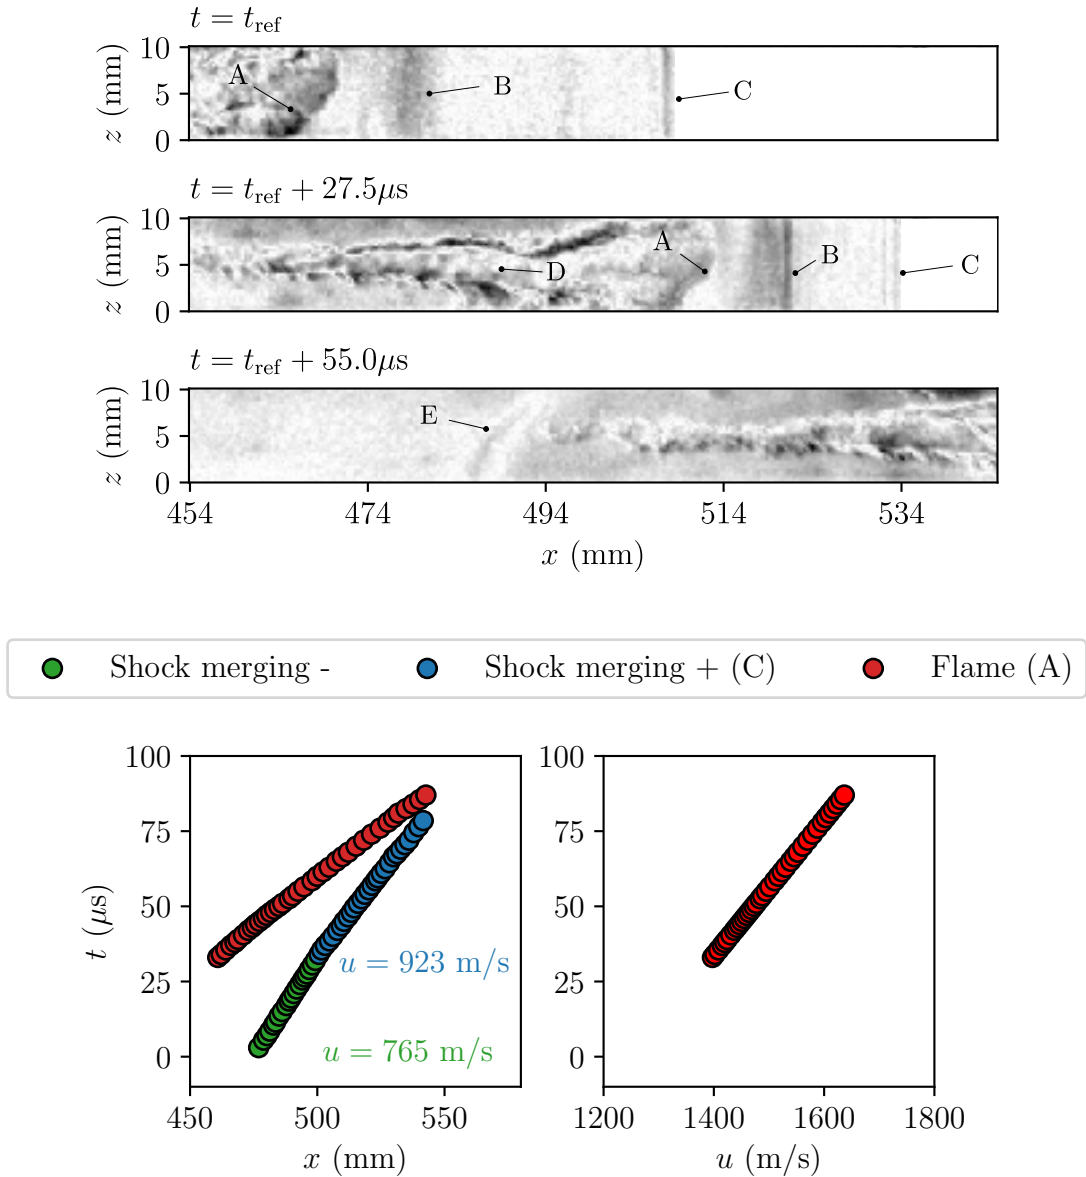 t = t_ref
z (mm)
10
5
0
A
B
C
t = t_ref + 27.5μs
z (mm)
10
5
0
A
B
C
D
t = t_ref + 55.0μs
z (mm)
10
5
0
E
454 474 494 514 534
x (mm)
Shock merging - Shock merging + (C) Flame (A)
t (μs)
100
75
50
25
0
u = 923 m/s
u = 765 m/s
450 500 550
x (mm)
100
75
50
25
0
1200 1400 1600 1800
u (m/s)